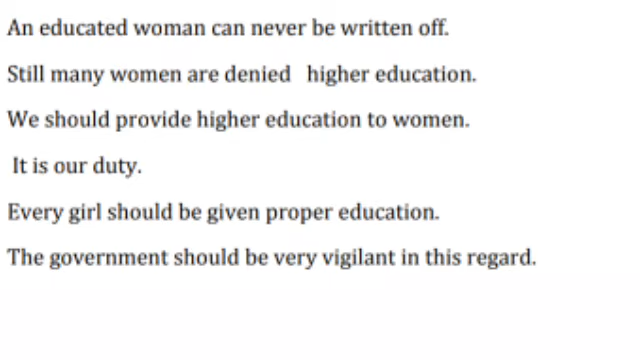 An educated woman can never be written off.
Still many women are denied   higher education.
We should provide higher education to women.
It is our duty.
Every girl should be given proper education.
The government should be very vigilant in this regard.